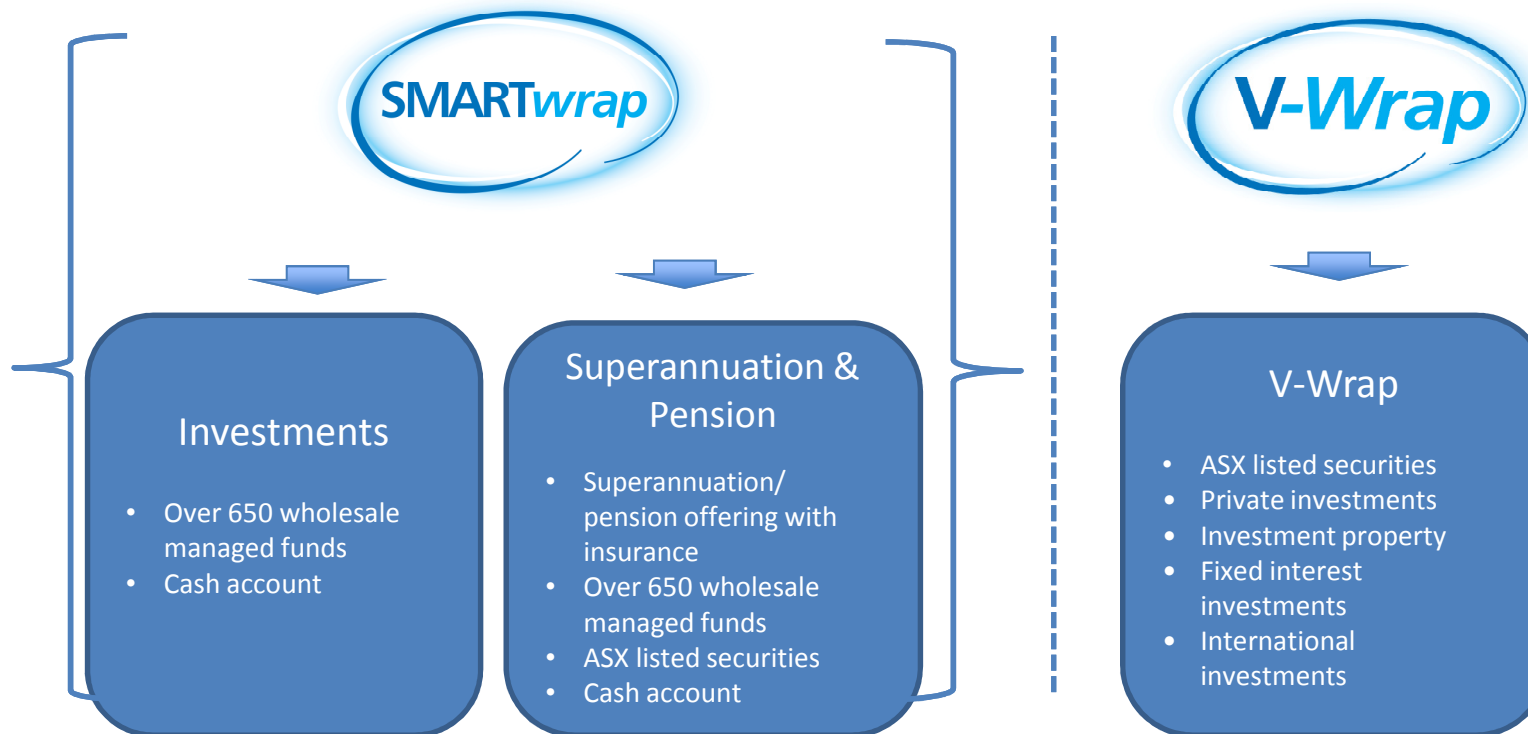 SMARTwrap
V-Wrap
Investments
• Over 650 wholesale
managed funds
• Cash account
Superannuation &
Pension
• Superannuation/
pension offering with
insurance
• Over 650 wholesale
managed funds
• ASX listed securities
• Cash account
V-Wrap
• ASX listed securities
• Private investments
• Investment property
• Fixed interest
investments
• International
investments